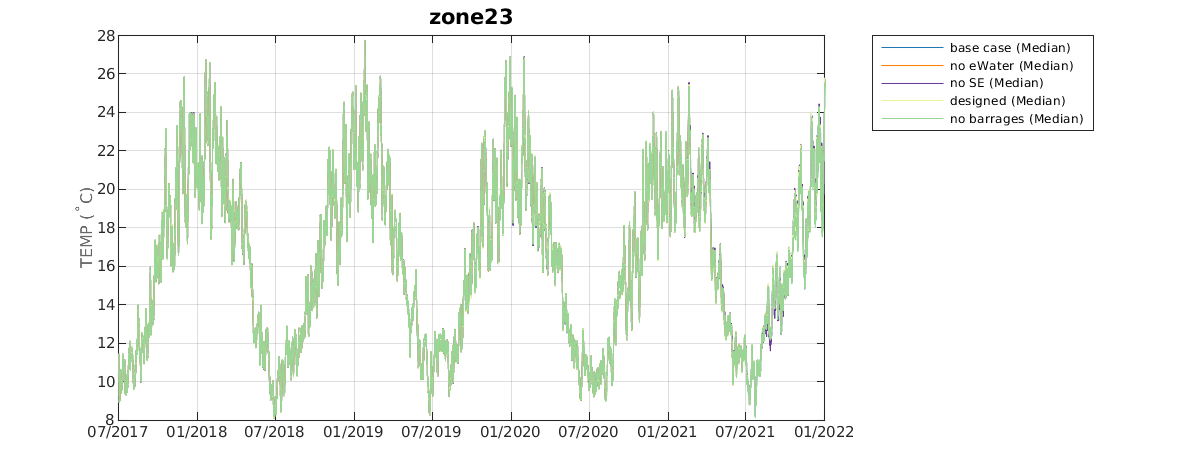 zone23
28
26
24
22
20
18
16
14
12
10
8
TEMP (˚C)
07/2017 01/2018 07/2018 01/2019 07/2019 01/2020 07/2020 01/2021 07/2021 01/2022
base case (Median)
no eWater (Median)
no SE (Median)
designed (Median)
no barrages (Median)